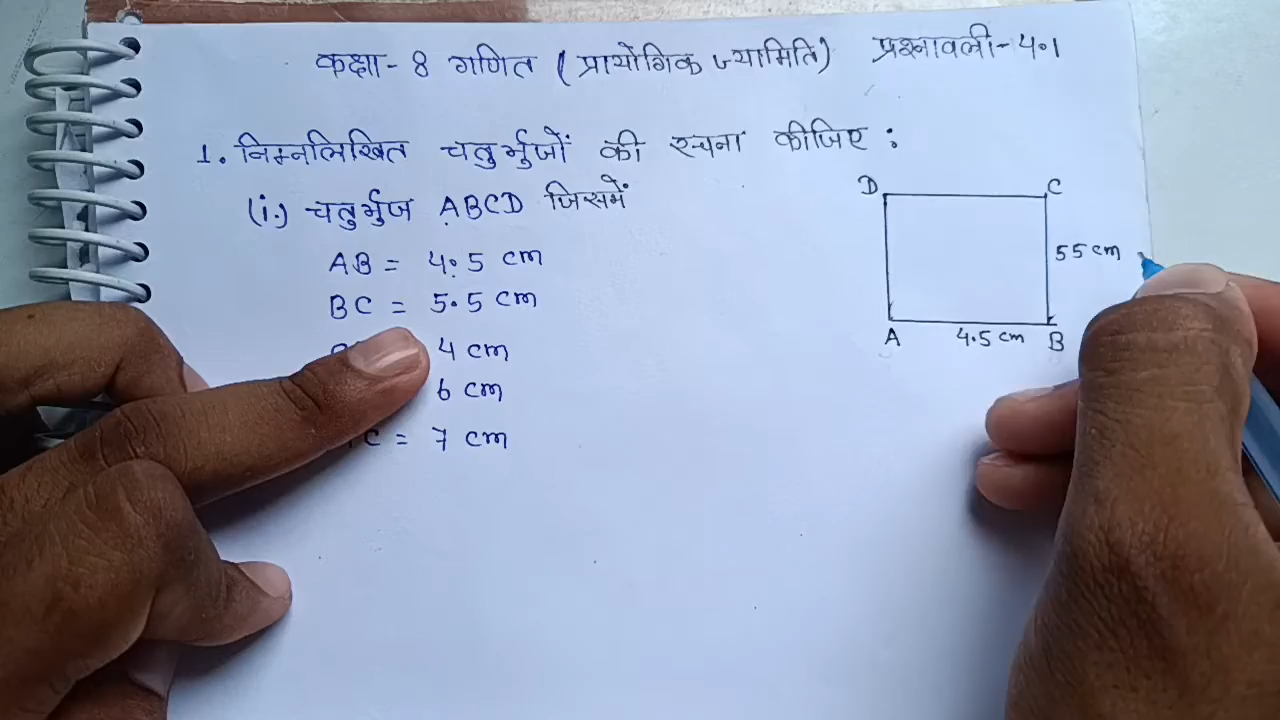 कक्षा - 8 गणित ( प्रायोगिक ज्यामिति ) प्रश्नावली - 4.1
1. निम्नलिखित चतुर्भुजों की रचना कीजिए :
(i.) चतुर्भुज ABCD जिसमें
AB = 4.5 cm
BC = 5.5 cm
4 cm
6 cm
C = 7 cm
D C
55 cm
A 4.5 cm B